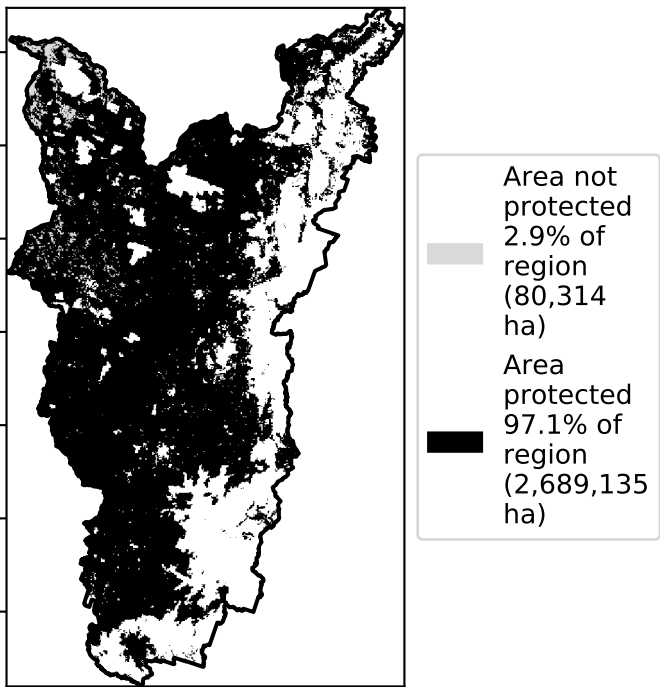 Area not
protected
2.9% of
region
(80,314
ha)
Area
protected
97.1% of
region
(2,689,135
ha)